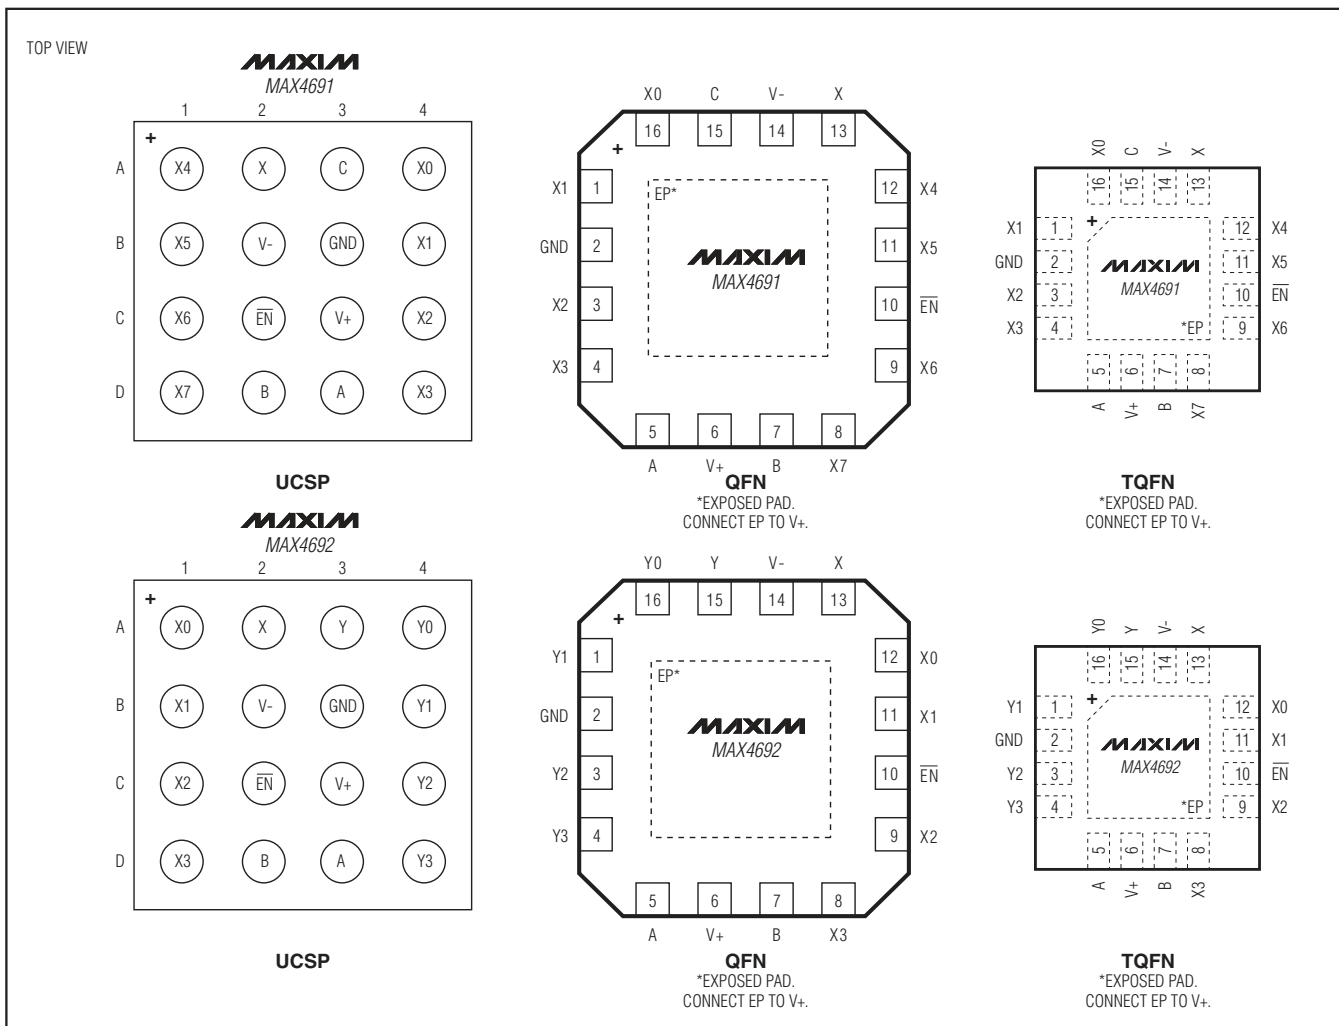 TOP VIEW
MAXIM
MAX4691
1 2 3 4
+
A X4 X C X0
B X5 V- GND X1
C X6 E̅N̅ V+ X2
D X7 B A X3
UCSP
X0 C V- X
16 15 14 13
+
X1 1 EP* 12 X4
GND 2 11 X5
MAXIM
MAX4691
X2 3 10 E̅N̅
X3 4 9 X6
5 6 7 8
A V+ B X7
QFN
*EXPOSED PAD.
CONNECT EP TO V+.
X0 C V- X
16 15 14 13
+
X1 1 12 X4
GND 2 11 X5
MAXIM
MAX4691
X2 3 10 E̅N̅
X3 4 *EP 9 X6
5 6 7 8
A V+ B X7
TQFN
*EXPOSED PAD.
CONNECT EP TO V+.
MAXIM
MAX4692
1 2 3 4
+
A X0 X Y Y0
B X1 V- GND Y1
C X2 E̅N̅ V+ Y2
D X3 B A Y3
UCSP
Y0 Y V- X
16 15 14 13
+
Y1 1 EP* 12 X0
GND 2 11 X1
MAXIM
MAX4692
Y2 3 10 E̅N̅
Y3 4 9 X2
5 6 7 8
A V+ B X3
QFN
*EXPOSED PAD.
CONNECT EP TO V+.
Y0 Y V- X
16 15 14 13
+
Y1 1 12 X0
GND 2 11 X1
MAXIM
MAX4692
Y2 3 10 E̅N̅
Y3 4 *EP 9 X2
5 6 7 8
A V+ B X3
TQFN
*EXPOSED PAD.
CONNECT EP TO V+.